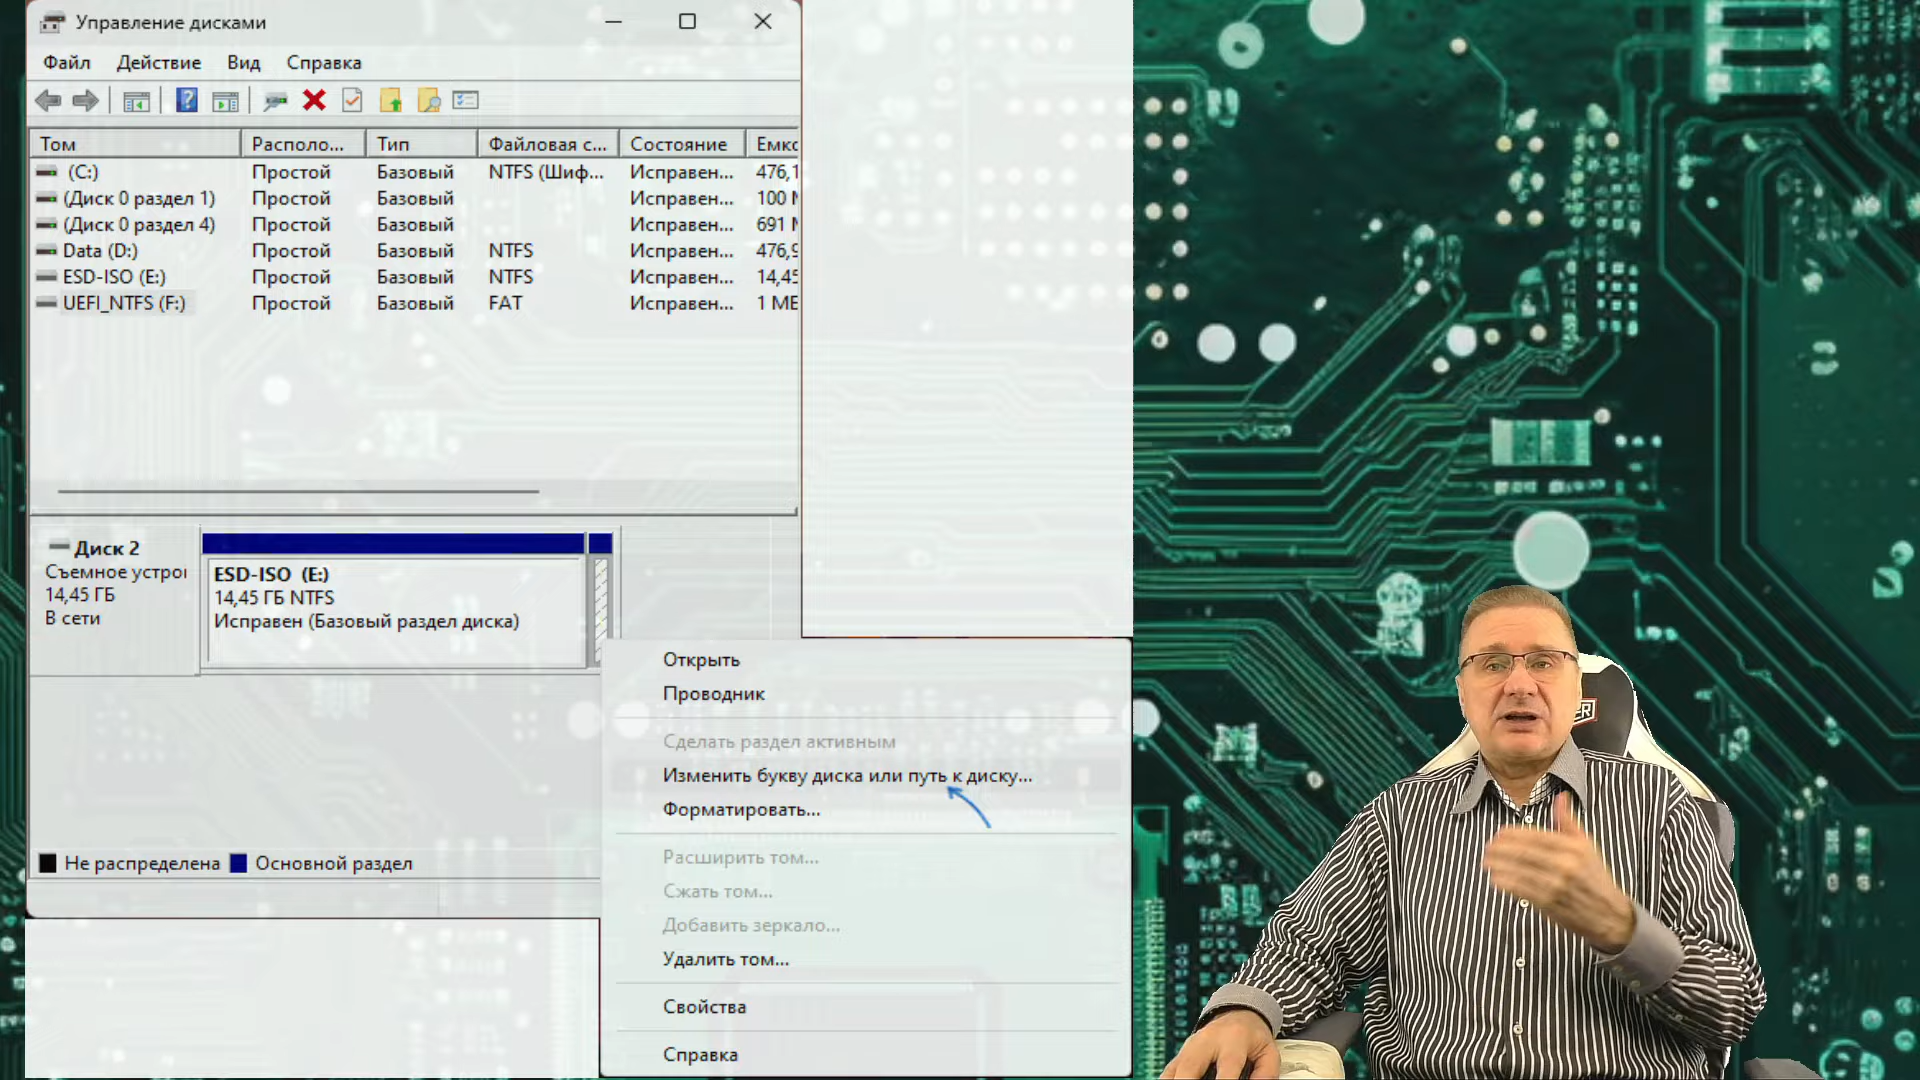 Управление дисками
Файл Действие Вид Справка
Том Располо... Тип Файловая с... Состояние Емкс
(C:) Простой Базовый NTFS (Шиф... Исправен... 476,1
(Диск 0 раздел 1) Простой Базовый Исправен... 100 М
(Диск 0 раздел 4) Простой Базовый Исправен... 691 М
Data (D:) Простой Базовый NTFS Исправен... 476,9
ESD-ISO (E:) Простой Базовый NTFS Исправен... 14,45
UEFI_NTFS (F:) Простой Базовый FAT Исправен... 1 МБ
Диск 2
Съемное устрої
14,45 ГБ
В сети
ESD-ISO (E:)
14,45 ГБ NTFS
Исправен (Базовый раздел диска)
Открыть
Проводник
Сделать раздел активным
Изменить букву диска или путь к диску...
Форматировать...
Расширить том...
Сжать том...
Добавить зеркало...
Удалить том...
Свойства
Справка
Не распределена Основной раздел